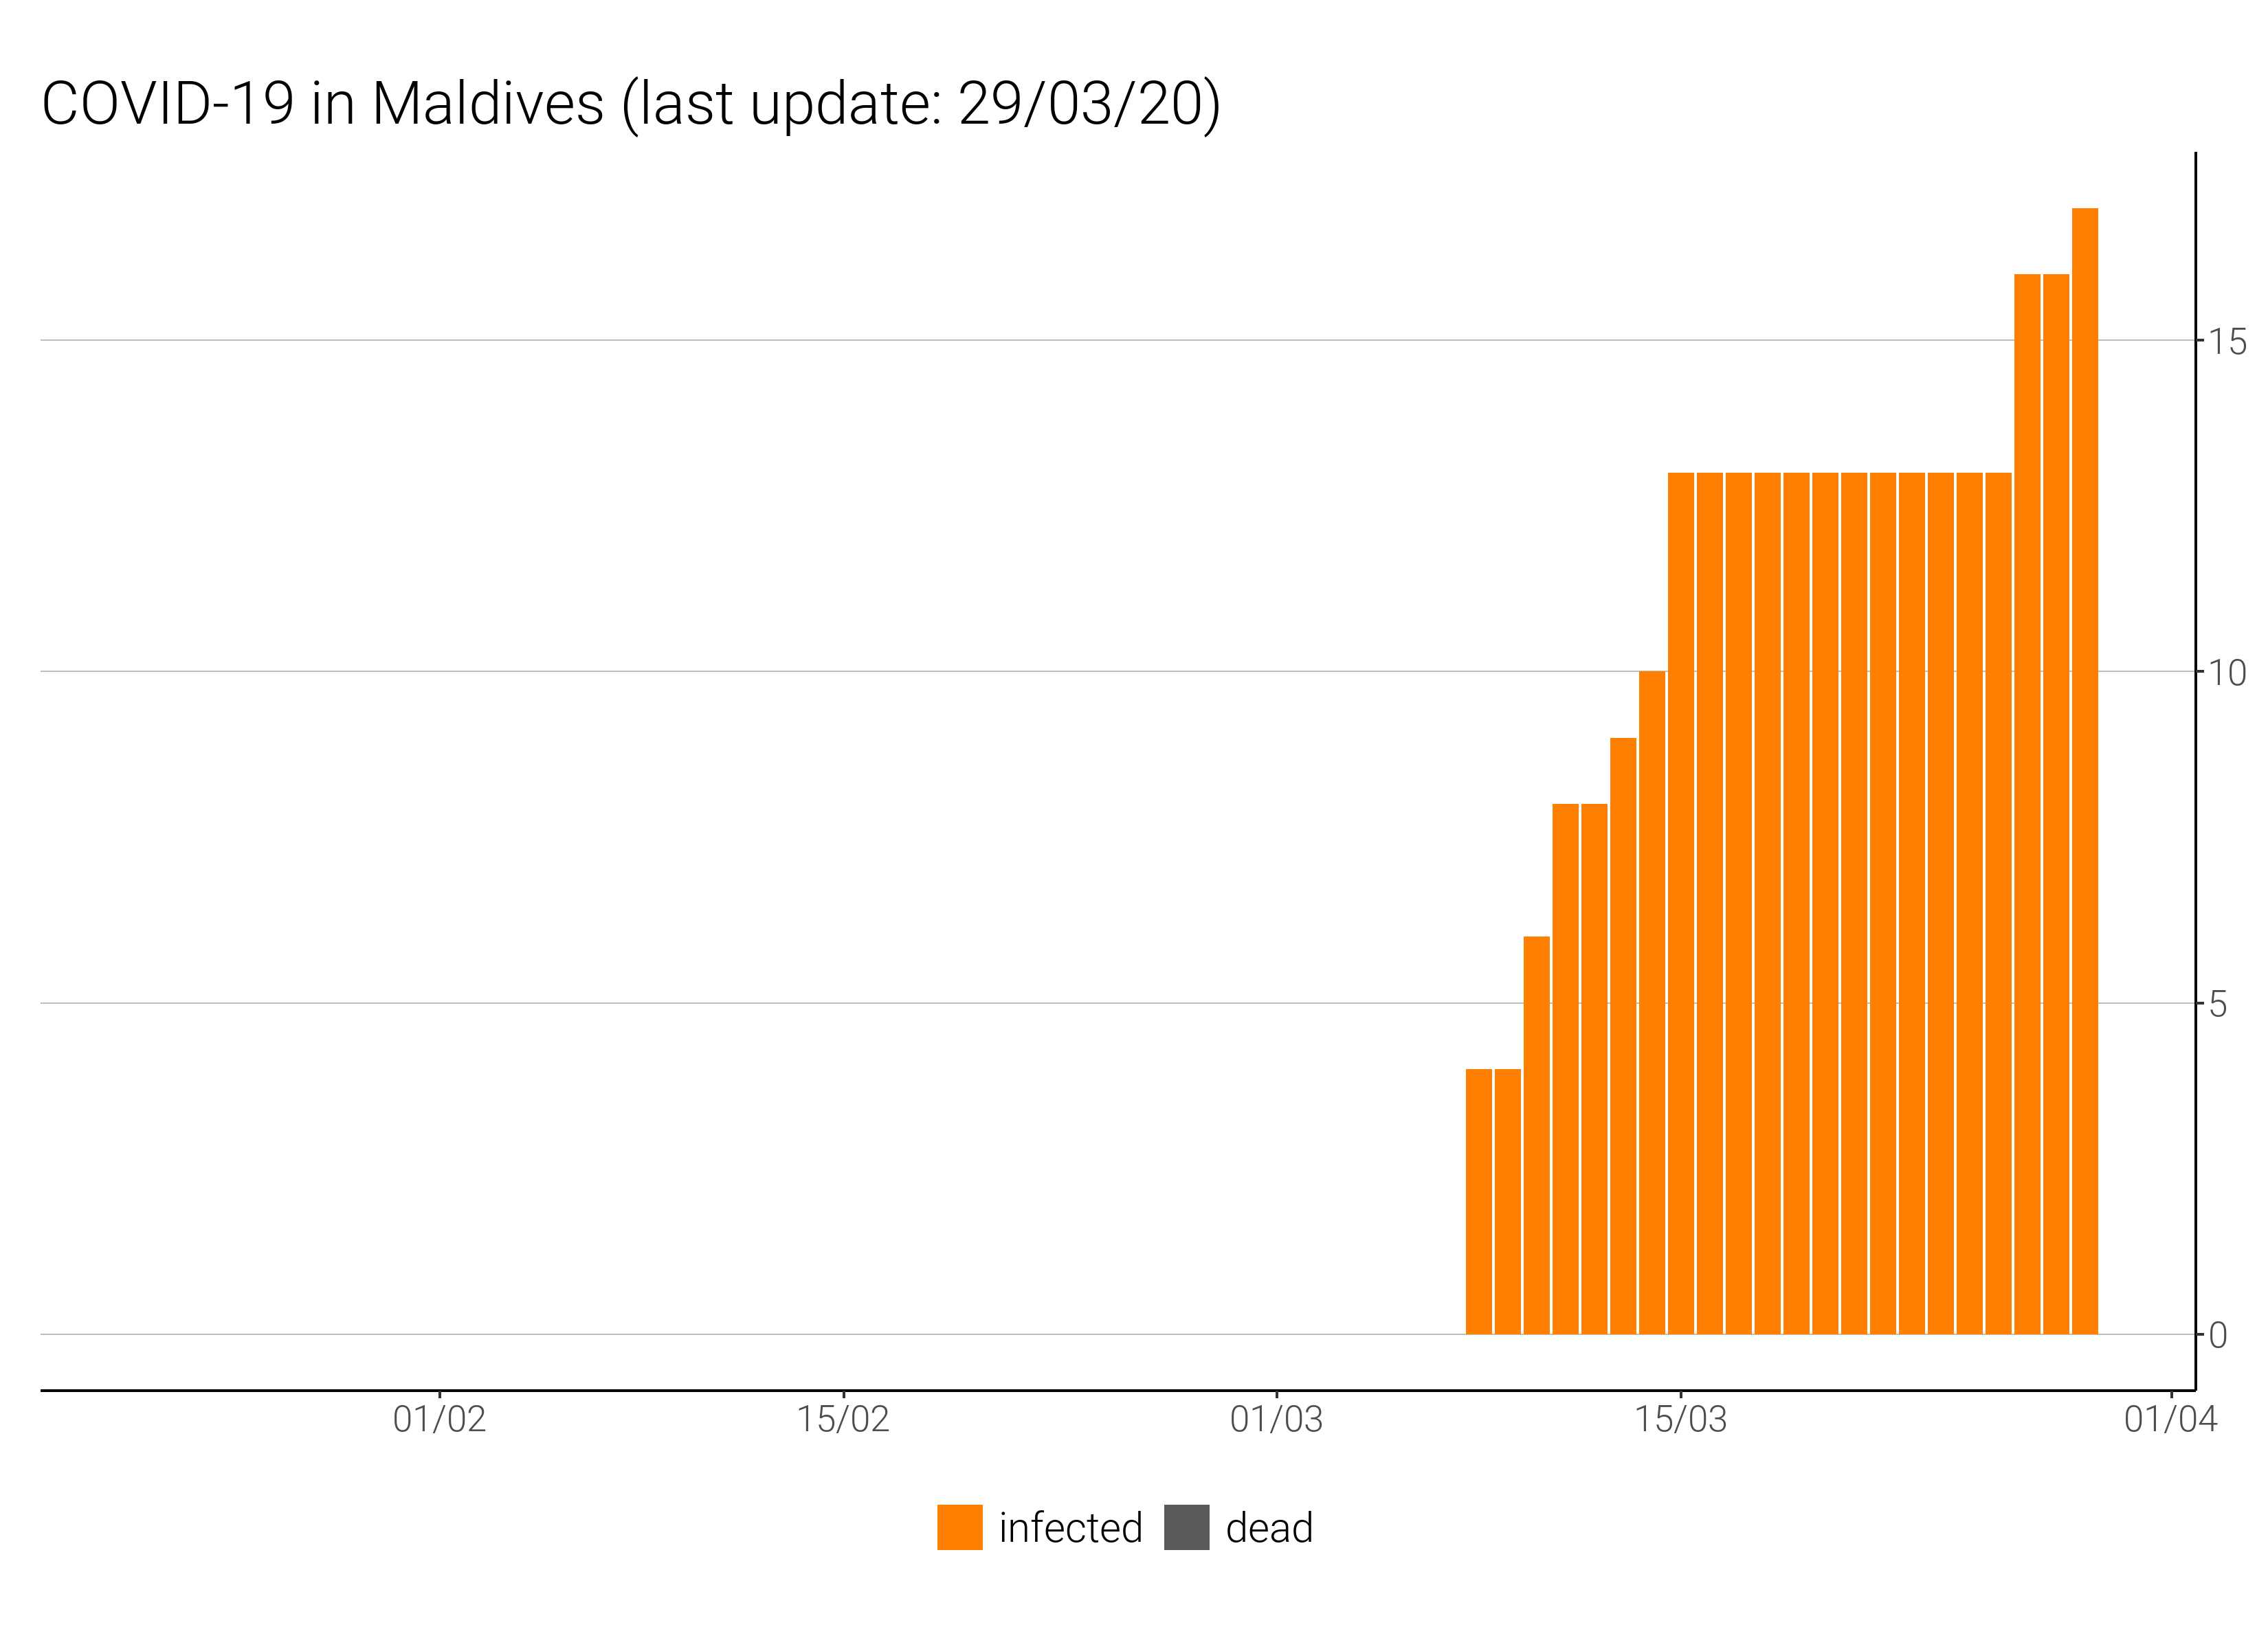 COVID-19 in Maldives (last update: 29/03/20)
15
10
5
0
01/02 15/02 01/03 15/03 01/04
infected dead